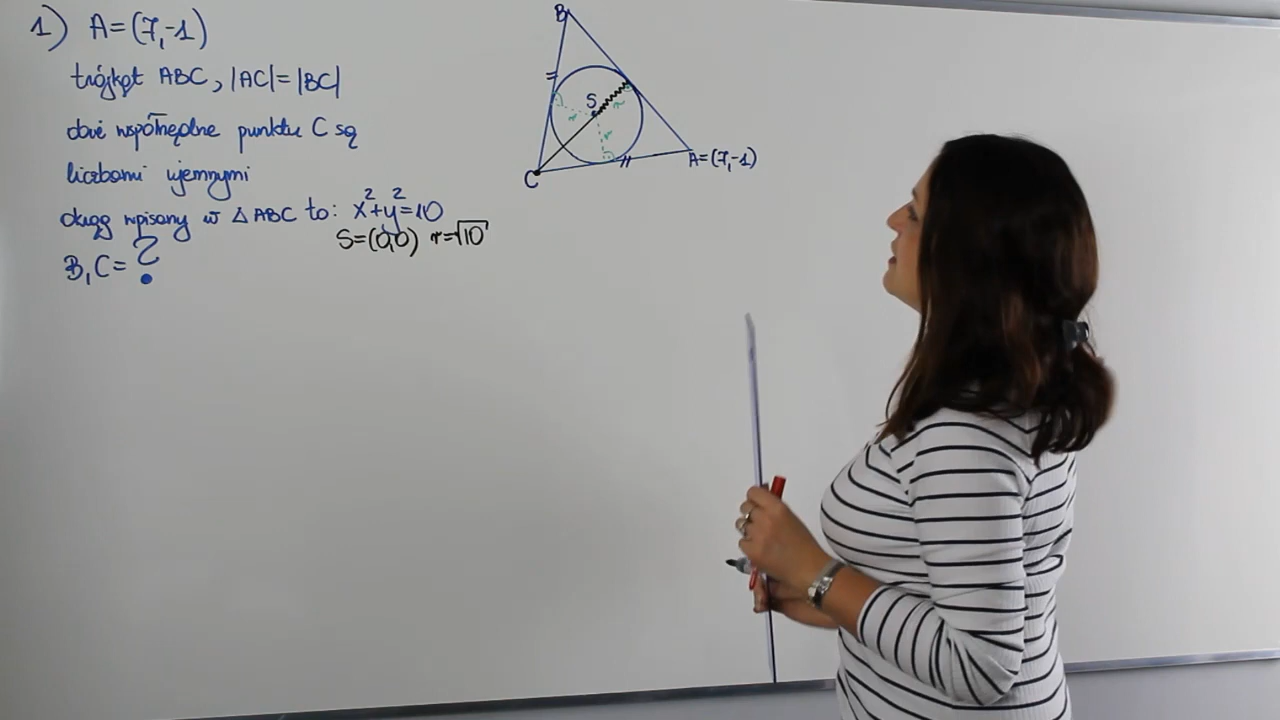 1) A=(7,-1)
trójkąt ABC, |AC|=|BC|
obie współrzędne punktu C są
liczbami ujemnymi
okrąg wpisany w △ABC to: x²+y²=10
S=(0,0) r=√10
B,C=?
B
S
r
r
r
A=(7,-1)
C